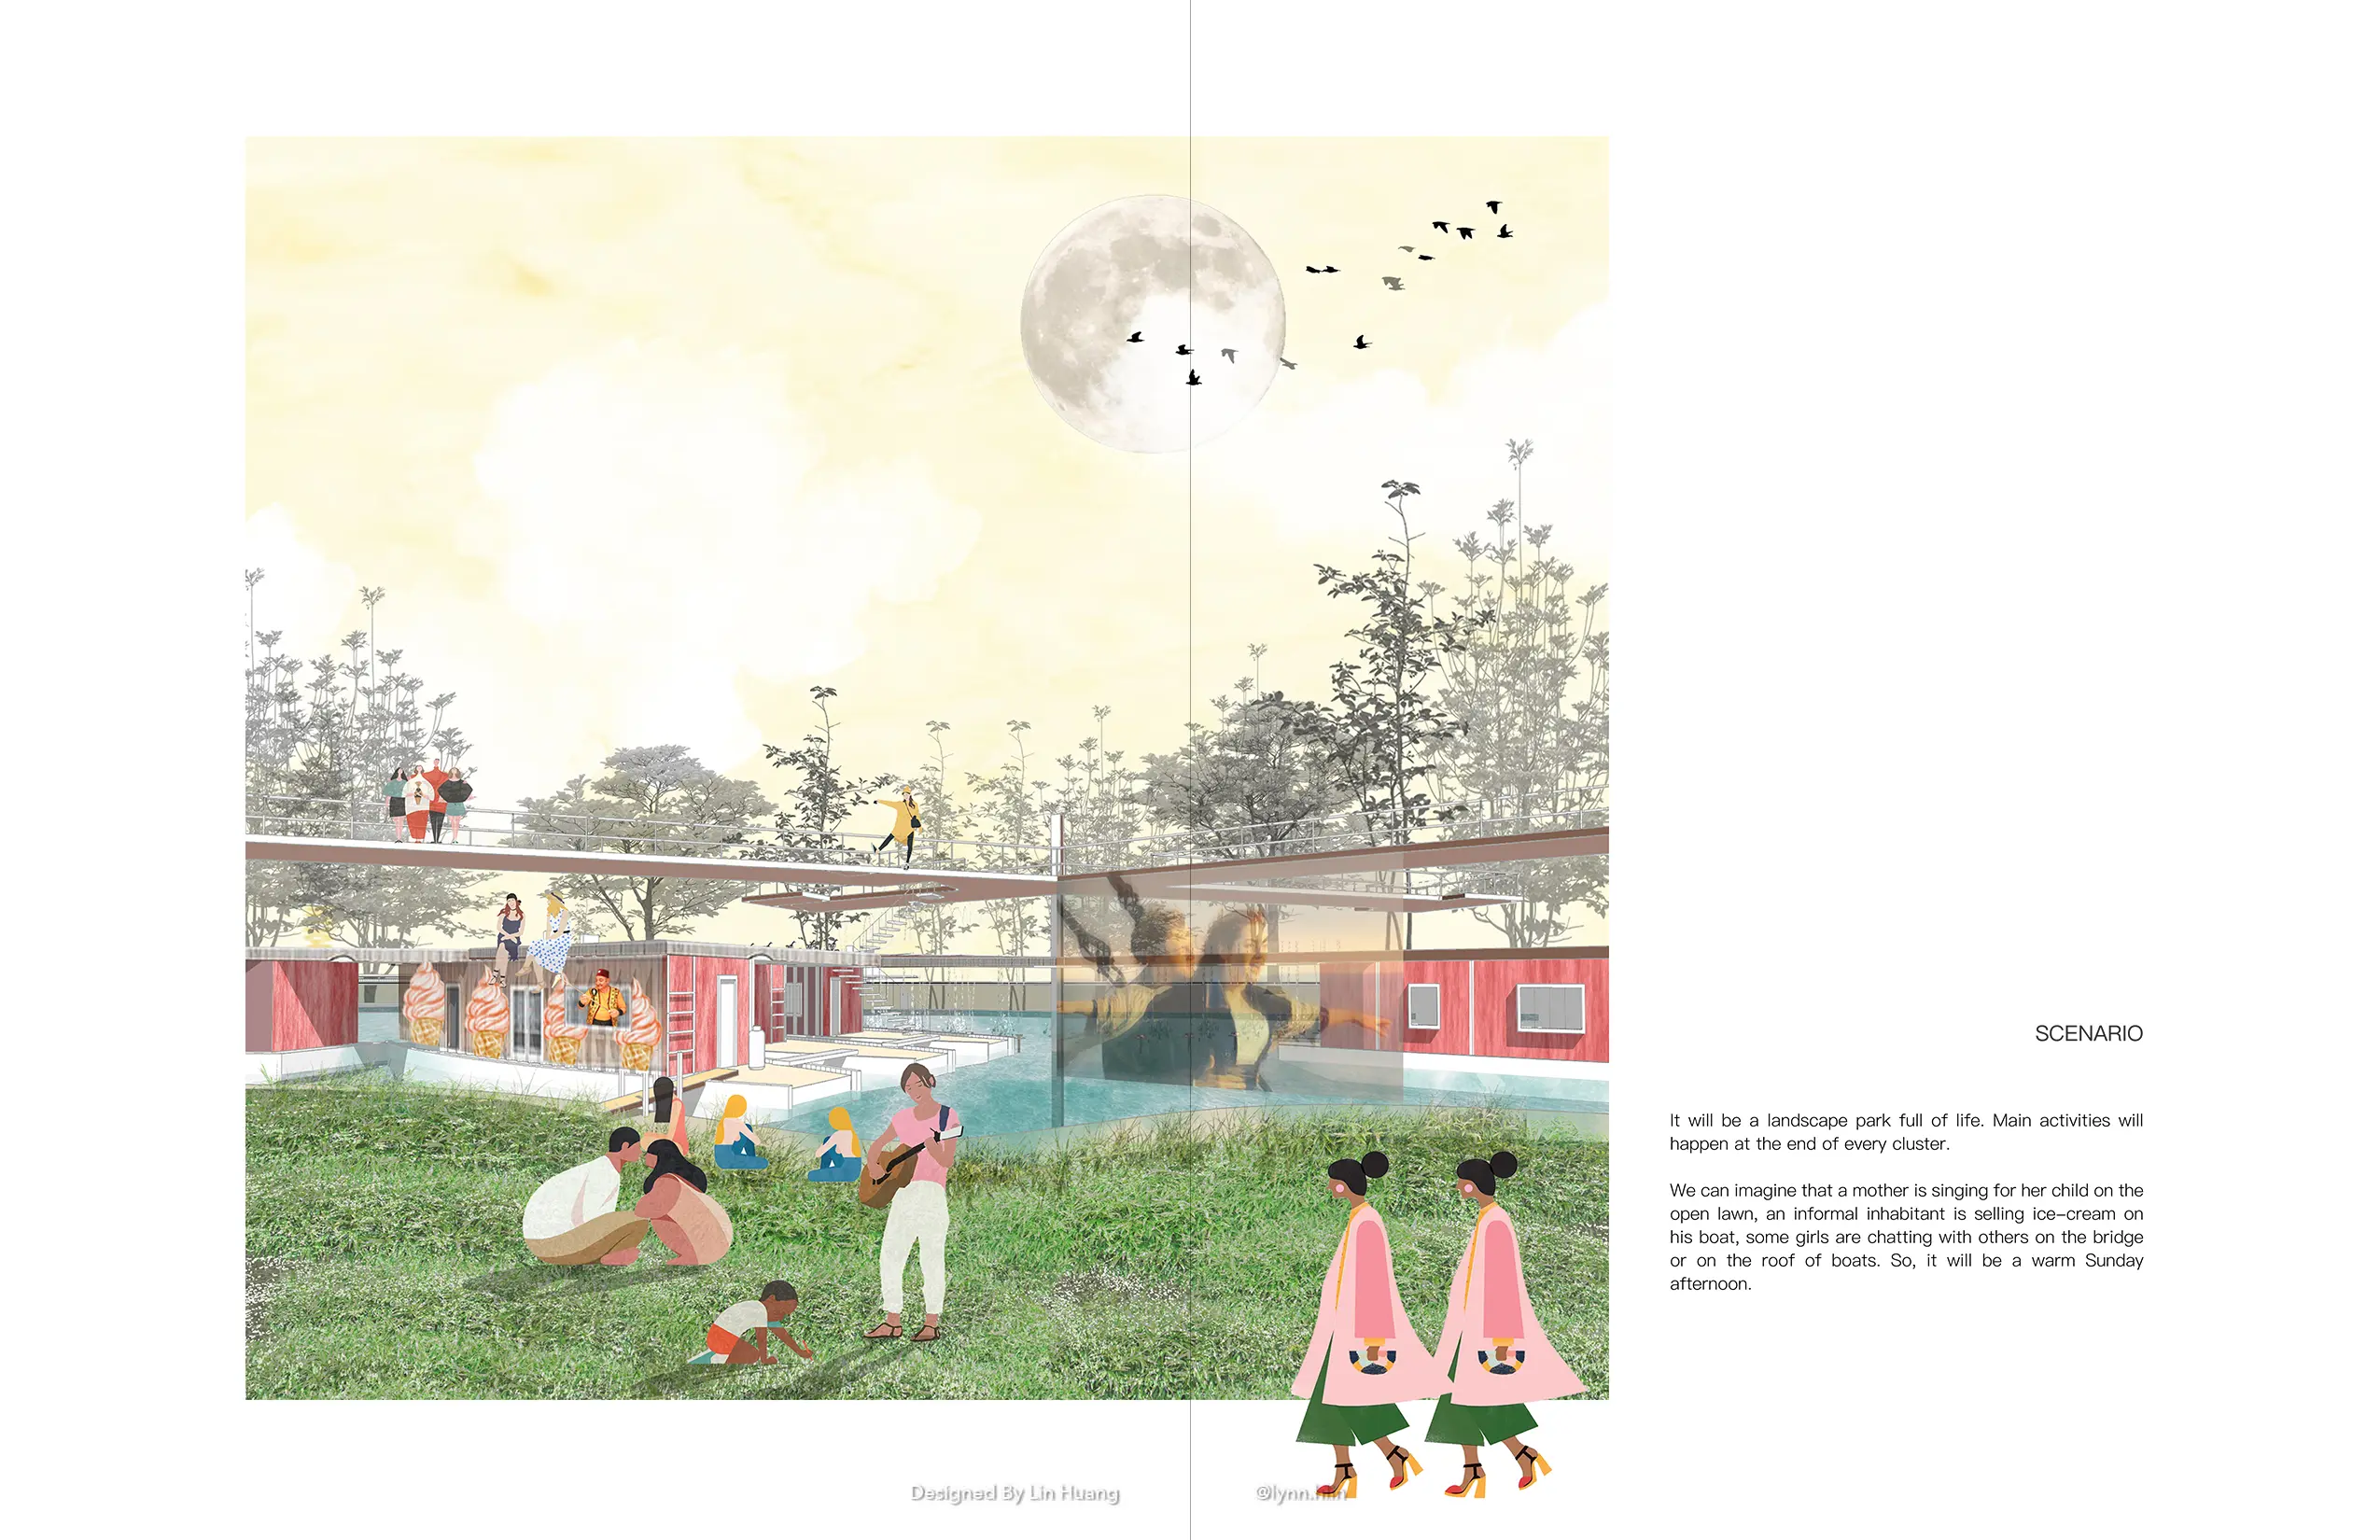 SCENARIO
It will be a landscape park full of life. Main activities will
happen at the end of every cluster.
We can imagine that a mother is singing for her child on the
open lawn, an informal inhabitant is selling ice-cream on
his boat, some girls are chatting with others on the bridge
or on the roof of boats. So, it will be a warm Sunday
afternoon.
Designed By Lin Huang